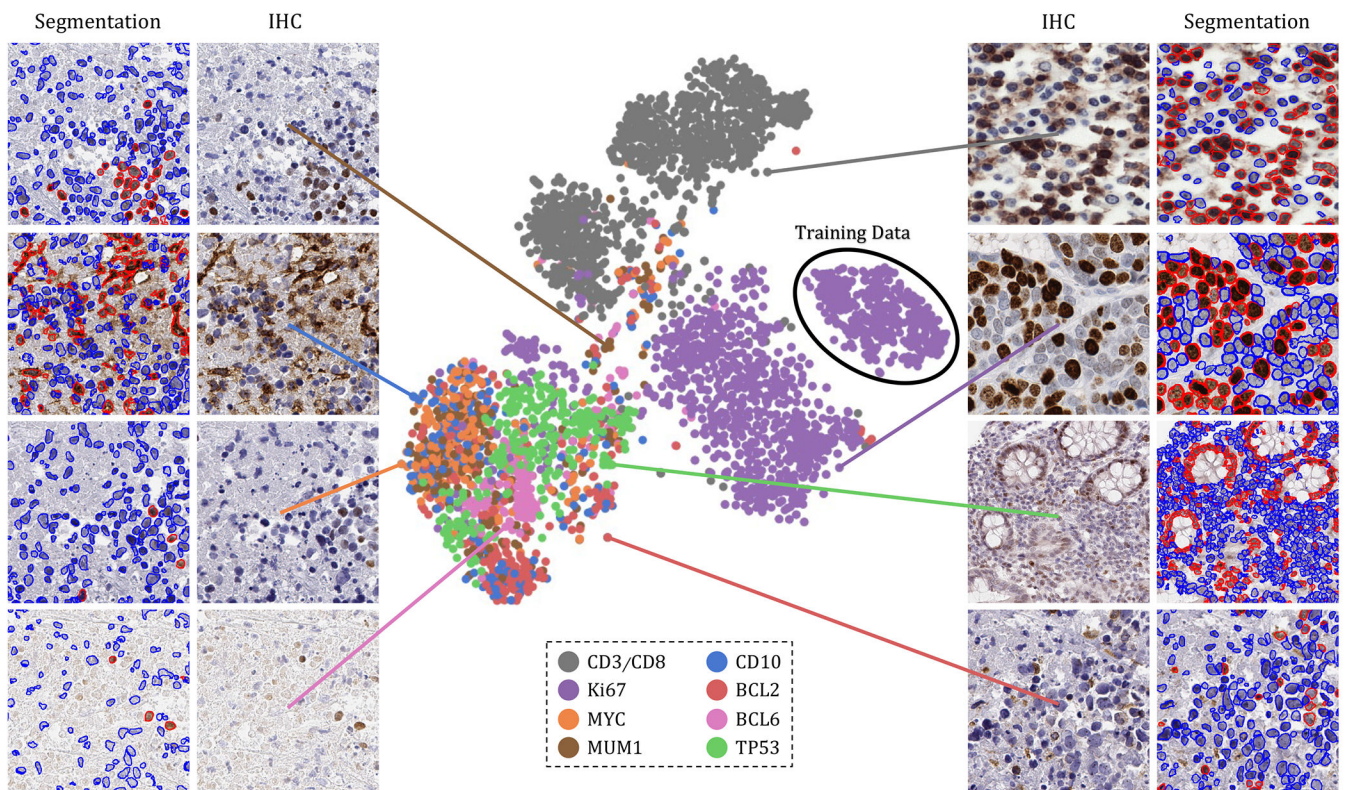 Segmentation IHC IHC Segmentation
Training Data
CD3/CD8 CD10
Ki67 BCL2
MYC BCL6
MUM1 TP53